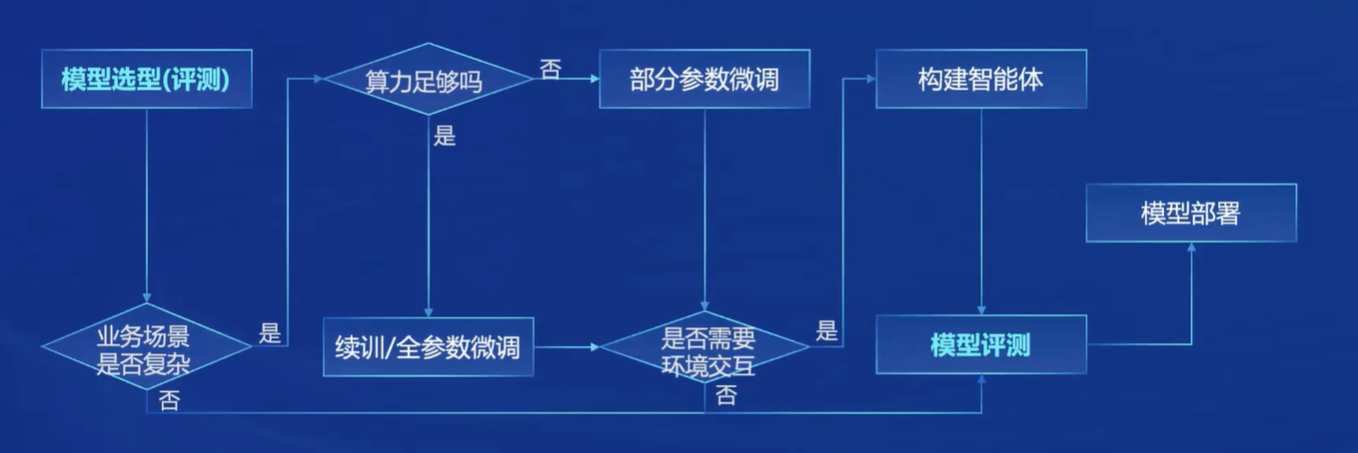 模型选型(评测)
算力足够吗
否
部分参数微调
构建智能体
是
模型部署
业务场景
是否复杂
是
续训/全参数微调
是否需要
环境交互
是
模型评测
否
否